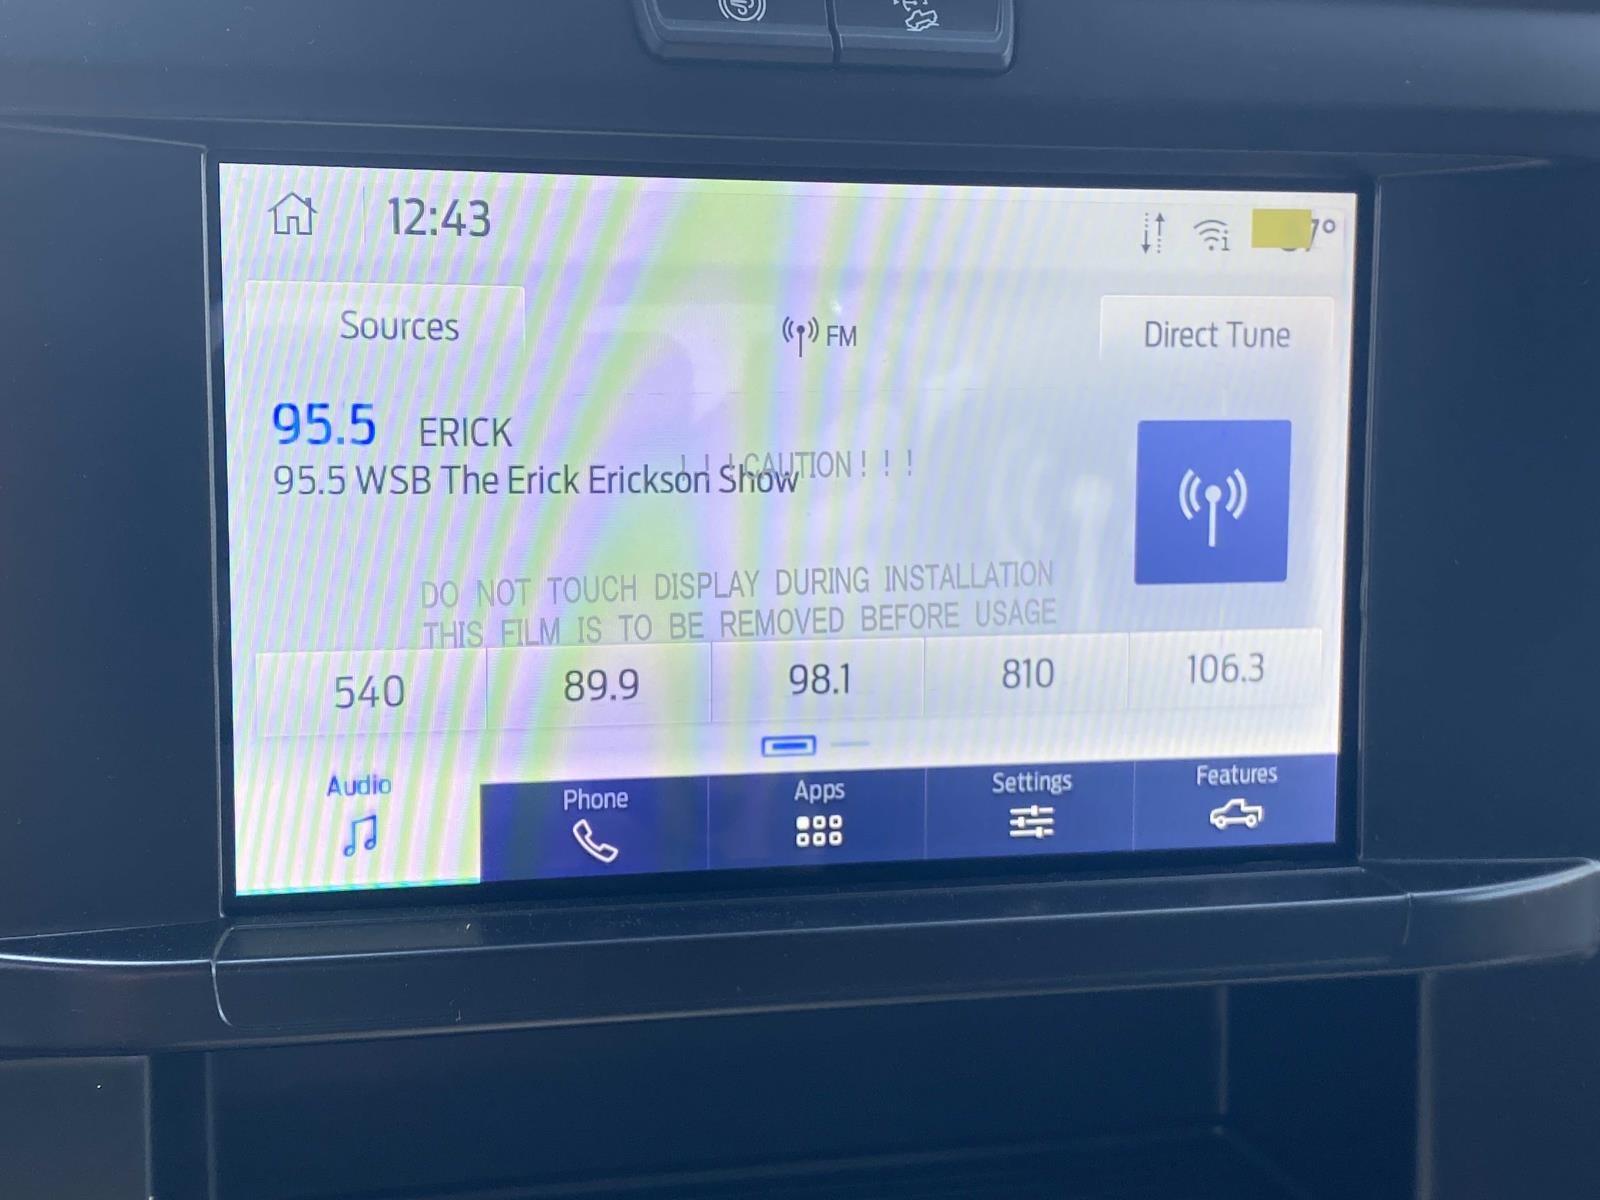 12:43
7°
Sources
FM
Direct Tune
95.5 ERICK
95.5 WSB The Erick Erickson Show
! ! !CAUTION! ! !
DO NOT TOUCH DISPLAY DURING INSTALLATION
THIS FILM IS TO BE REMOVED BEFORE USAGE
540 89.9 98.1 810 106.3
Audio Phone Apps Settings Features